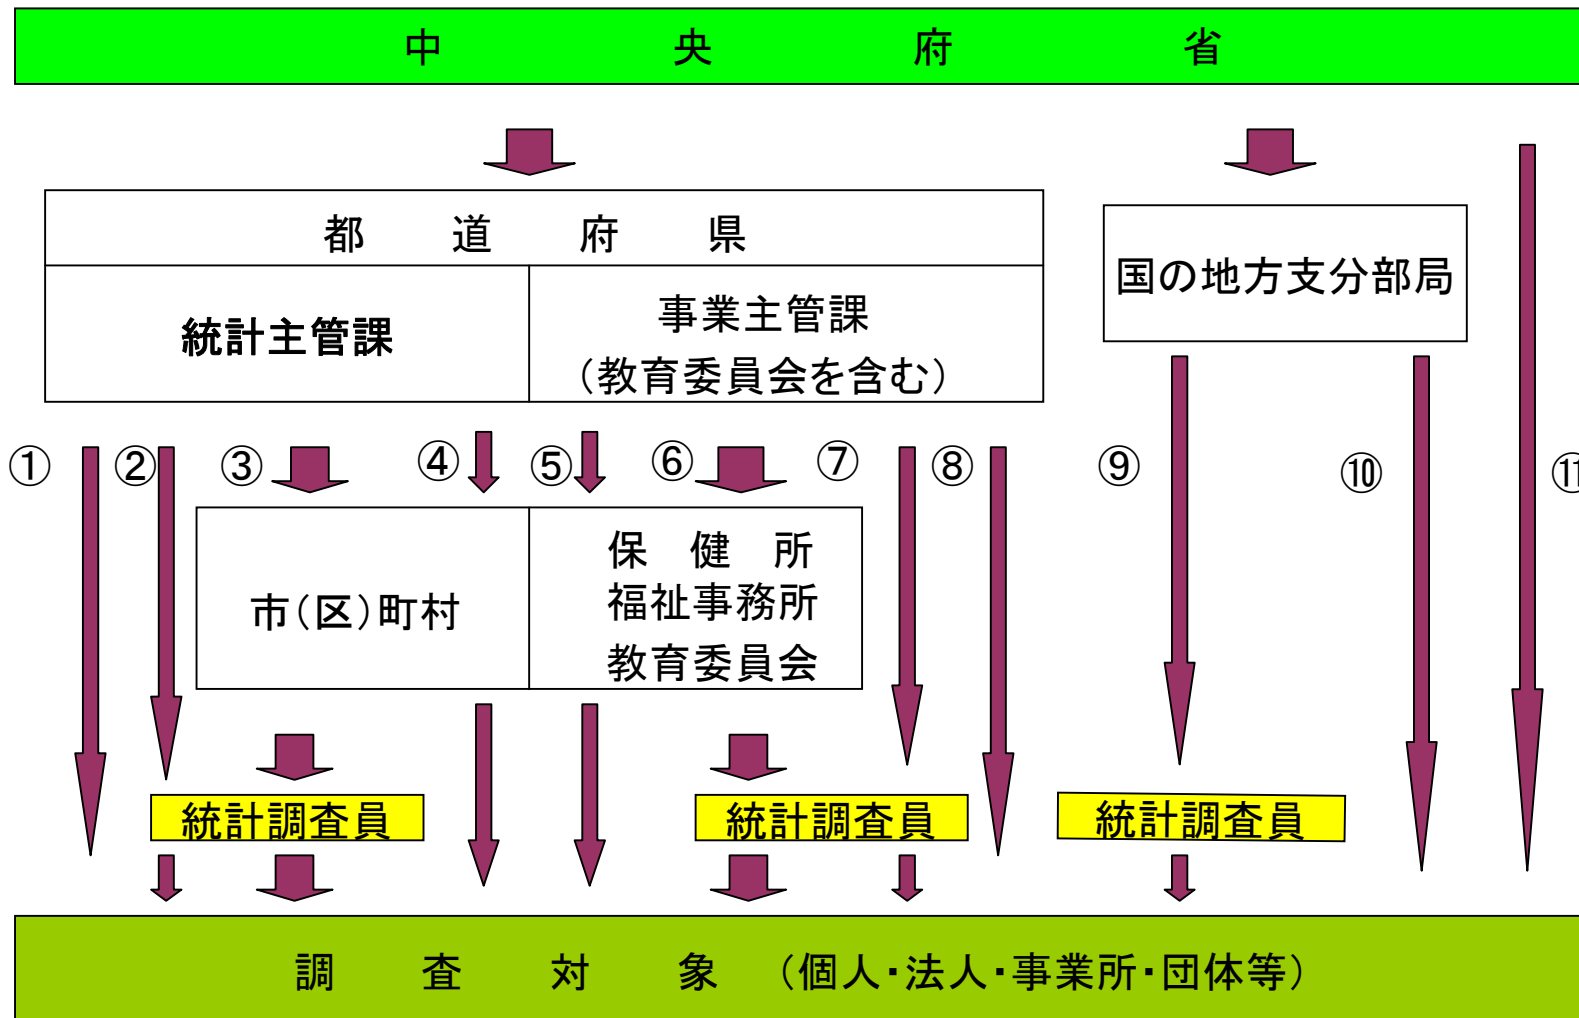 中央府省
都道府県
統計主管課
事業主管課
（教育委員会を含む）
国の地方支分部局
①
②
③
④
⑤
⑥
⑦
⑧
⑨
⑩
⑪
市（区）町村
保健所
福祉事務所
教育委員会
統計調査員
統計調査員
統計調査員
調査対象（個人・法人・事業所・団体等）